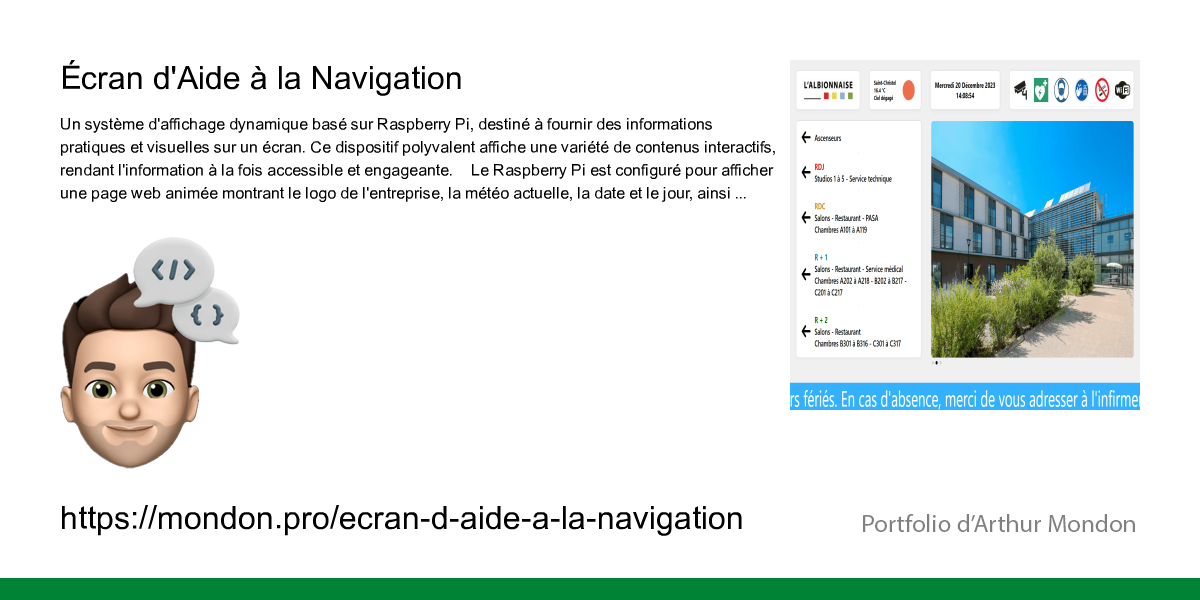 Écran d'Aide à la Navigation
Un système d'affichage dynamique basé sur Raspberry Pi, destiné à fournir des informations
pratiques et visuelles sur un écran. Ce dispositif polyvalent affiche une variété de contenus interactifs,
rendant l'information à la fois accessible et engageante.    Le Raspberry Pi est configuré pour afficher
une page web animée montrant le logo de l'entreprise, la météo actuelle, la date et le jour, ainsi ...
</>
{ }
L'ALBIONNAISE
Saint-Christol
16.4 °C
Ciel dégagé
Mercredi 20 Décembre 2023
14:08:54
WiFi
Ascenseurs
RDJ
Studios 1 à 5 - Service technique
RDC
Salons - Restaurant - PASA
Chambres A101 à A119
R + 1
Salons - Restaurant - Service médical
Chambres A202 à A218 - B202 à B217 -
C201 à C217
R + 2
Salons - Restaurant
Chambres B301 à B316 - C301 à C317
rs fériés. En cas d'absence, merci de vous adresser à l'infirmer
https://mondon.pro/ecran-d-aide-a-la-navigation
Portfolio d’Arthur Mondon